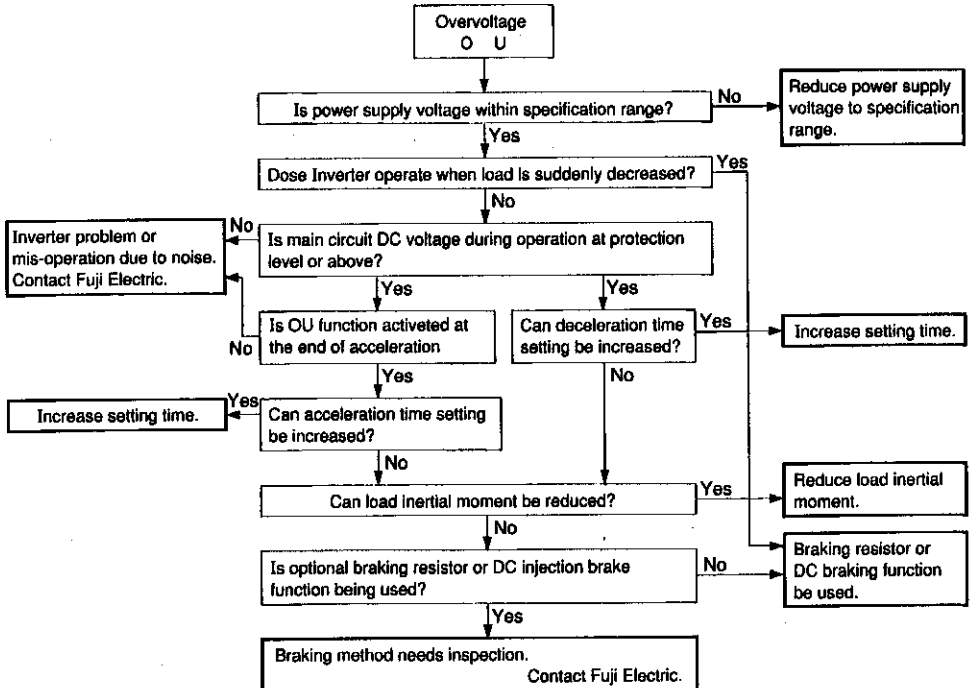 Overvoltage
O U
Is power supply voltage within specification range?
No
Reduce power supply
voltage to specification
range.
Yes
Dose Inverter operate when load is suddenly decreased?
Yes
No
Inverter problem or
mis-operation due to noise.
Contact Fuji Electric.
No
Is main circuit DC voltage during operation at protection
level or above?
Yes
Yes
Is OU function activeted at
the end of acceleration
No
Can deceleration time
setting be increased?
Yes
Increase setting time.
Yes
No
Increase setting time.
Yes
Can acceleration time setting
be increased?
No
Can load inertial moment be reduced?
Yes
Reduce load inertial
moment.
No
Is optional braking resistor or DC injection brake
function being used?
No
Braking resistor or
DC braking function
be used.
Yes
Braking method needs inspection.
Contact Fuji Electric.